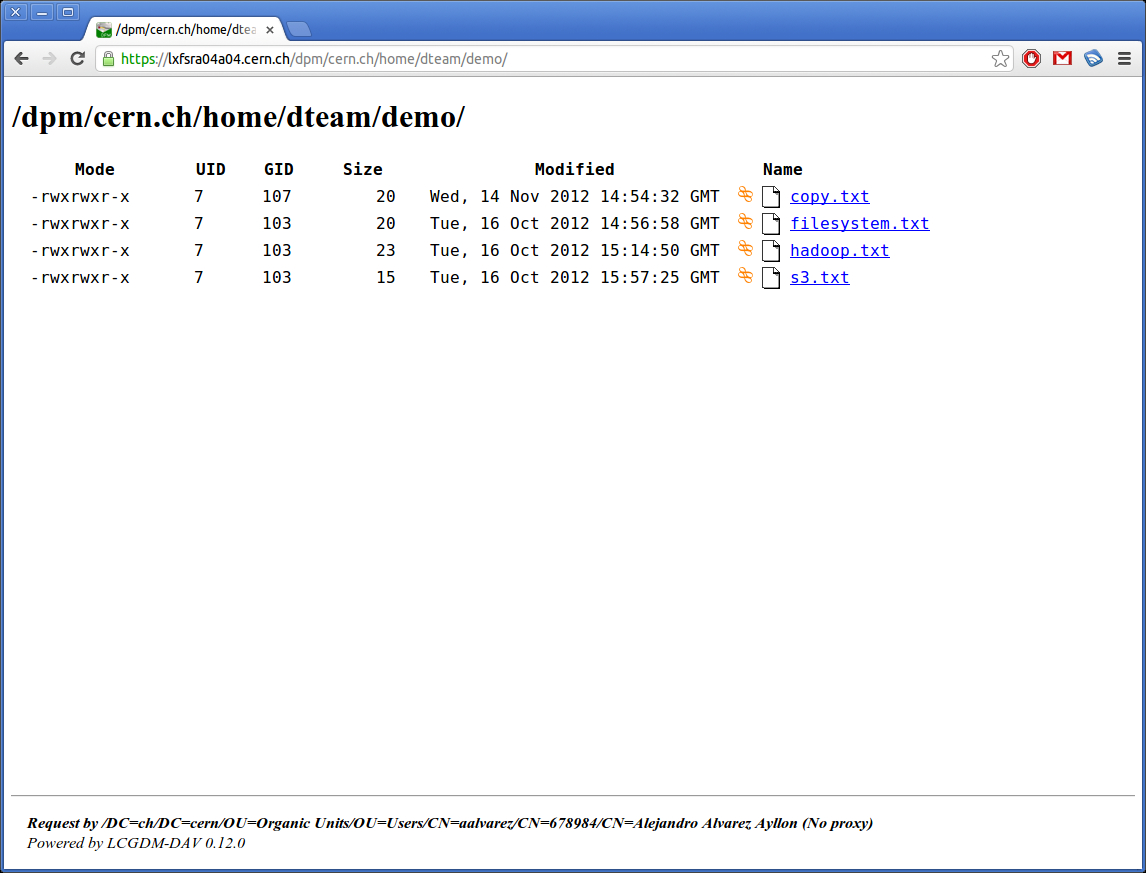 /dpm/cern.ch/home/dtea
https://lxfsra04a04.cern.ch/dpm/cern.ch/home/dteam/demo/
/dpm/cern.ch/home/dteam/demo/
Mode UID GID Size Modified Name
-rwxrwxr-x 7 107 20 Wed, 14 Nov 2012 14:54:32 GMT copy.txt
-rwxrwxr-x 7 103 20 Tue, 16 Oct 2012 14:56:58 GMT filesystem.txt
-rwxrwxr-x 7 103 23 Tue, 16 Oct 2012 15:14:50 GMT hadoop.txt
-rwxrwxr-x 7 103 15 Tue, 16 Oct 2012 15:57:25 GMT s3.txt
Request by /DC=ch/DC=cern/OU=Organic Units/OU=Users/CN=aalvarez/CN=678984/CN=Alejandro Alvarez Ayllon (No proxy)
Powered by LCGDM-DAV 0.12.0